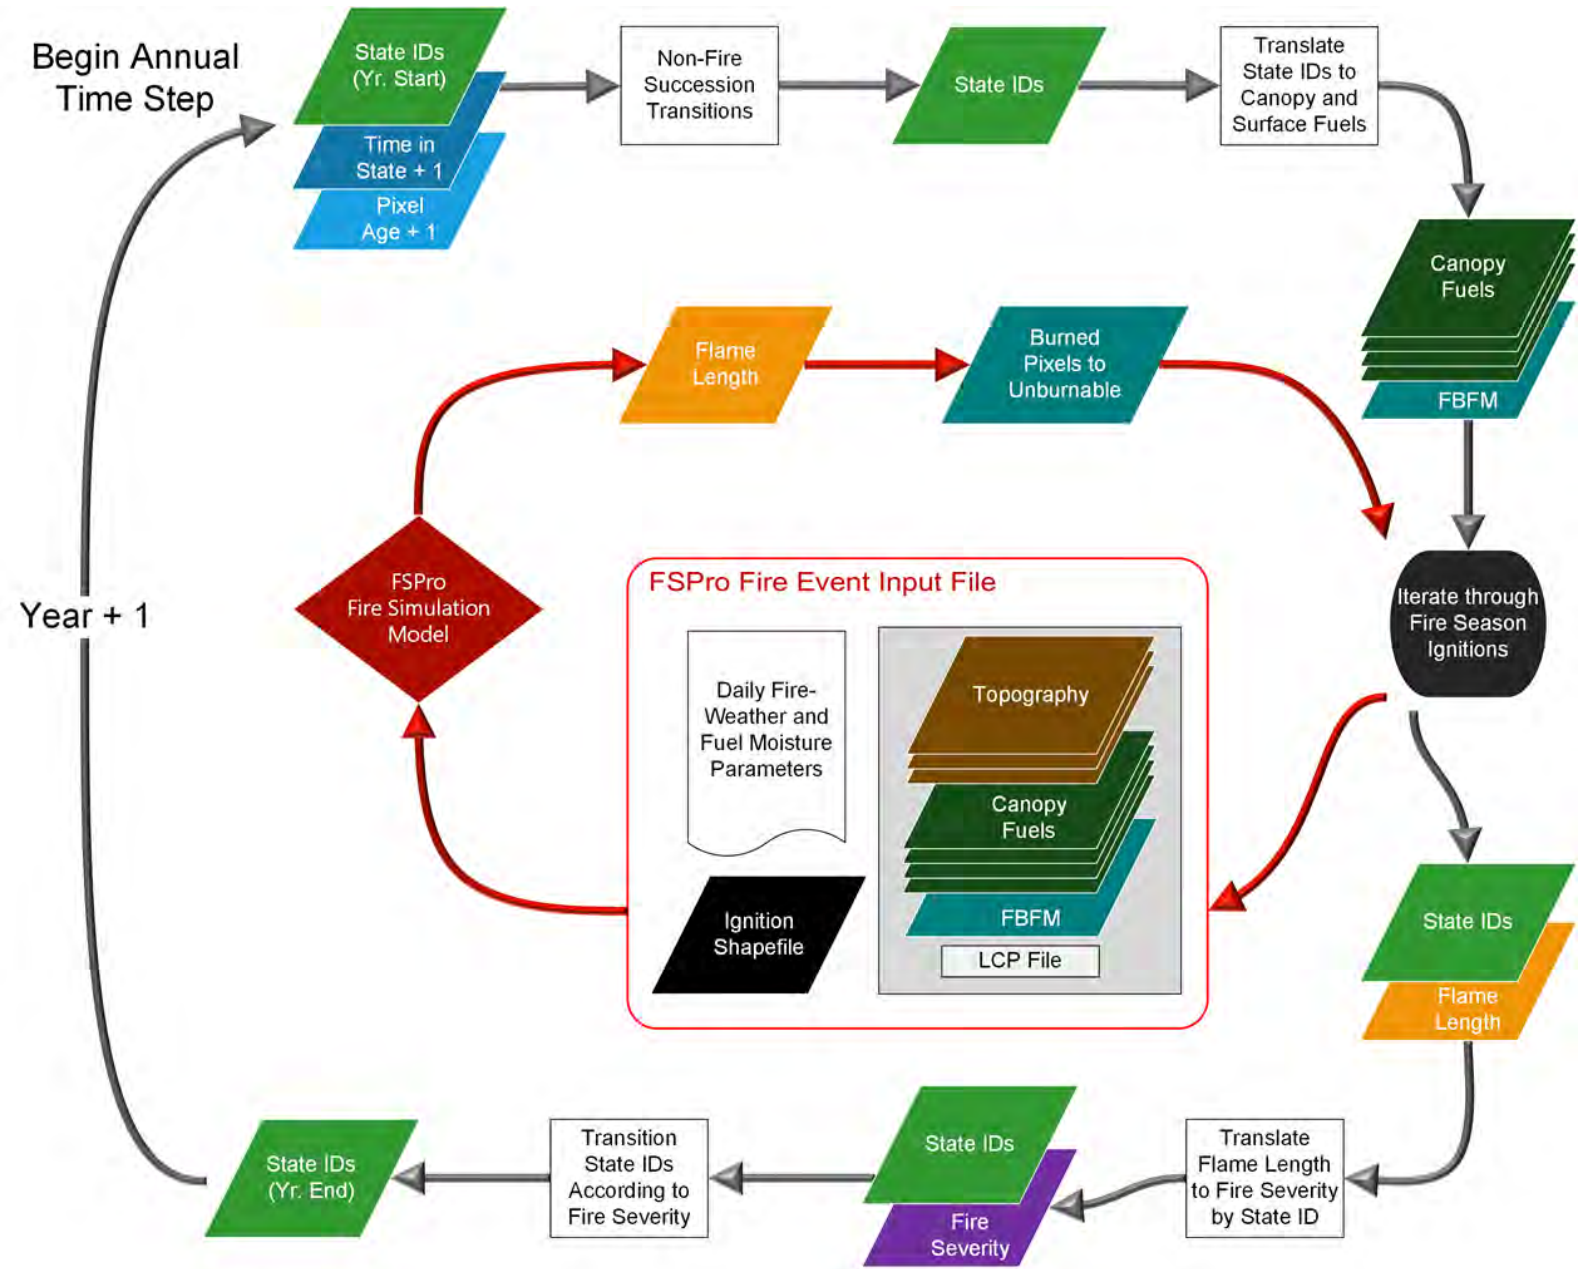 Begin Annual
Time Step
State IDs
(Yr. Start)
Time in
State + 1
Pixel
Age + 1
Non-Fire
Succession
Transitions
State IDs
Translate
State IDs to
Canopy and
Surface Fuels
Canopy
Fuels
FBFM
Flame
Length
Burned
Pixels to
Unburnable
Iterate through
Fire Season
Ignitions
FSPro
Fire Simulation
Model
FSPro Fire Event Input File
Daily Fire-
Weather and
Fuel Moisture
Parameters
Ignition
Shapefile
Topography
Canopy
Fuels
FBFM
LCP File
Year + 1
State IDs
Flame
Length
Translate
Flame Length
to Fire Severity
by State ID
State IDs
Fire
Severity
Transition
State IDs
According to
Fire Severity
State IDs
(Yr. End)